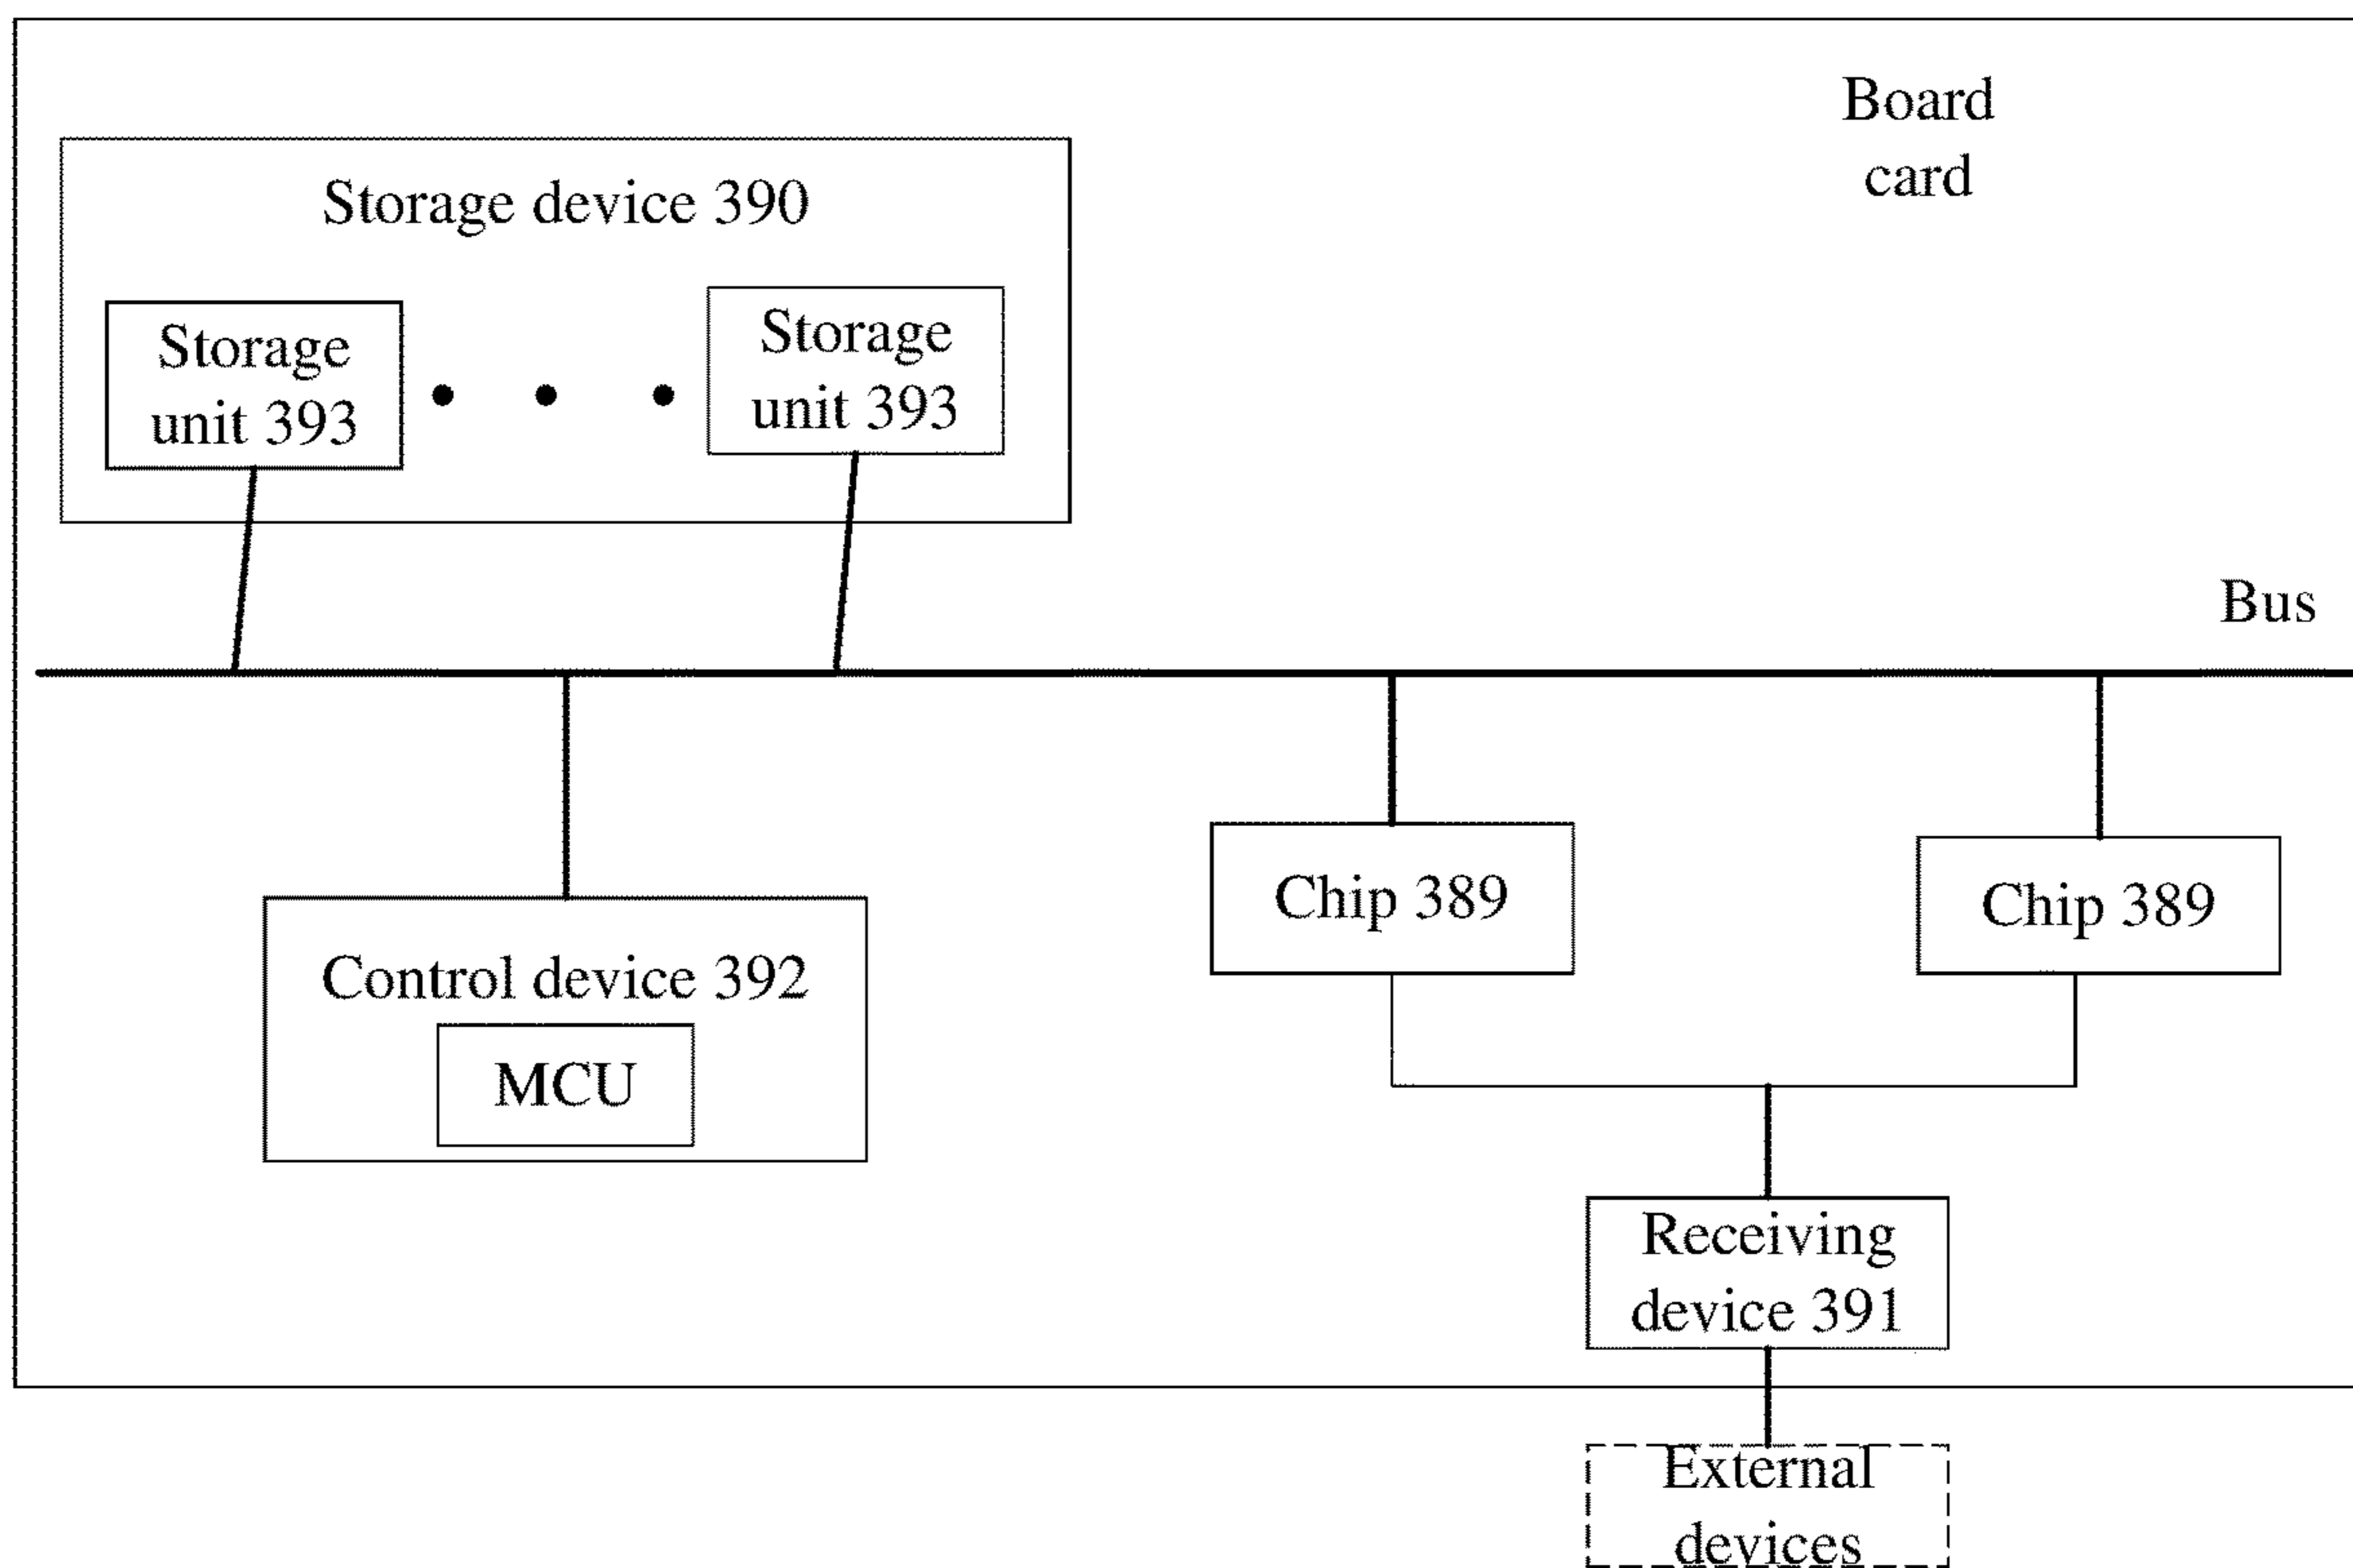 Board
card
Storage device 390
Storage
unit 393
Storage
unit 393
Bus
Control device 392
MCU
Chip 389
Chip 389
Receiving
device 391
External
devices